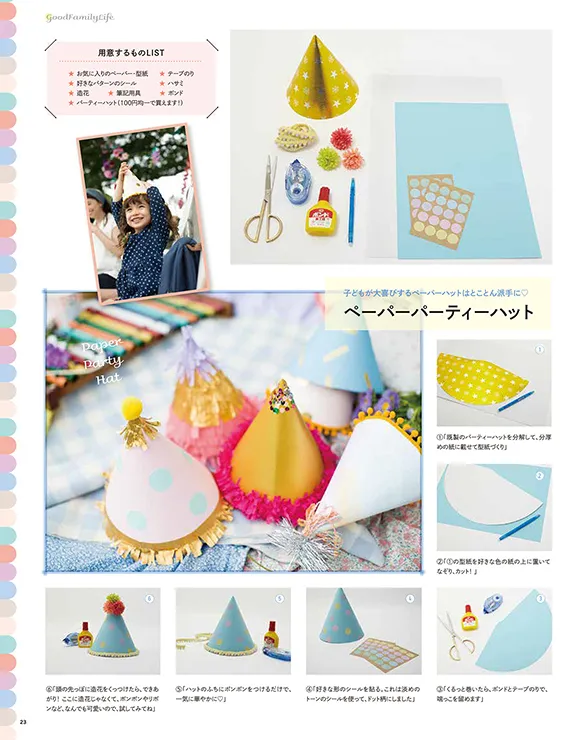 GoodFamilyLife.
用意するものLIST
★ お気に入りのペーパー・型紙 ★ テープのり
★ 好きなパターンのシール ★ ハサミ
★ 造花 ★ 筆記用具 ★ ボンド
★ パーティーハット(100円均一で買えます!)
子どもが大喜びするペーパーハットはとことん派手に♡
ペーパーパーティーハット
Paper
Party
Hat
①
①「既製のパーティーハットを分解して、分厚
めの紙に載せて型紙づくり」
②
②「①の型紙を好きな色の紙の上に置いて
なぞり、カット!」
③
③「くるっと巻いたら、ボンドとテープのりで、
端っこを留めます」
④
④「好きな形のシールを貼る。これは淡めの
トーンのシールを使って、ドット柄にしました」
⑤
⑤「ハットのふちにポンポンをつけるだけで、
一気に華やかに♡」
⑥
⑥「頭の先っぽに造花をくっつけたら、できあ
がり! ここに造花じゃなくて、ポンポンやリボ
ンなど、なんでも可愛いので、試してみてね」
23